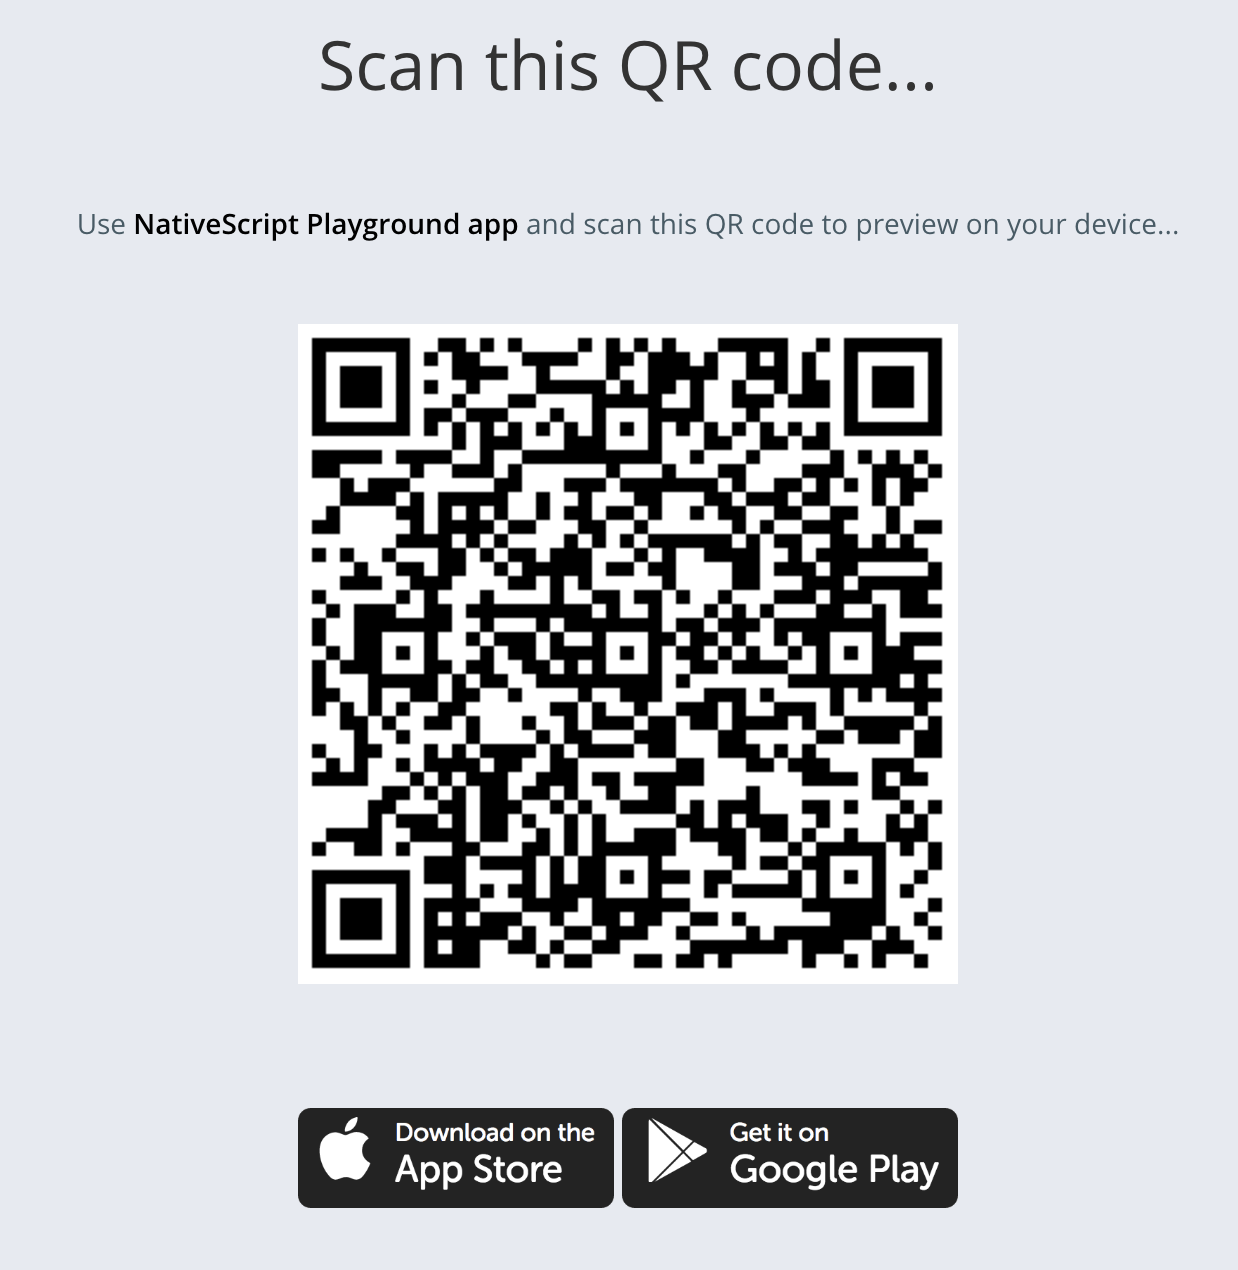 Scan this QR code...
Use NativeScript Playground app and scan this QR code to preview on your device...
Download on the
App Store
Get it on
Google Play